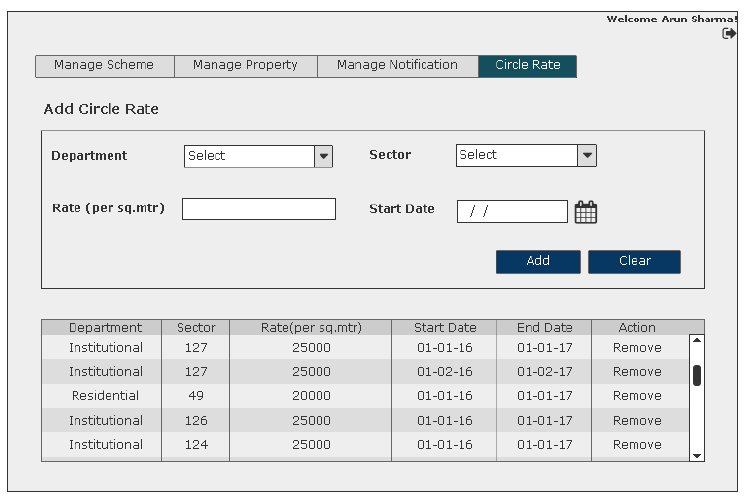 Welcome Arun Sharma!
Manage Scheme Manage Property Manage Notification Circle Rate
Add Circle Rate
Department Select Sector Select
Rate (per sq.mtr) Start Date / /
Add Clear
Department Sector Rate(per sq.mtr) Start Date End Date Action
Institutional 127 25000 01-01-16 01-01-17 Remove
Institutional 127 25000 01-02-16 01-02-17 Remove
Residential 49 20000 01-01-16 01-01-17 Remove
Institutional 126 25000 01-01-16 01-01-17 Remove
Institutional 124 25000 01-01-16 01-01-17 Remove